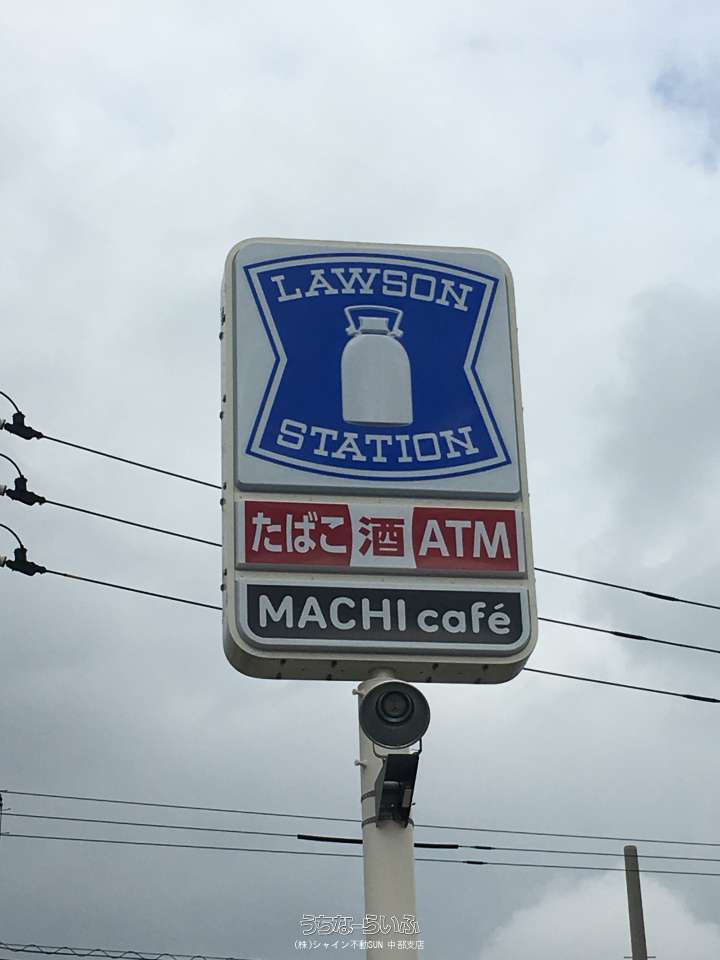 LAWSON
STATION
たばこ 酒 ATM
MACHI café
うちなーらいふ
(株)シャイン不動SUN 中部支店